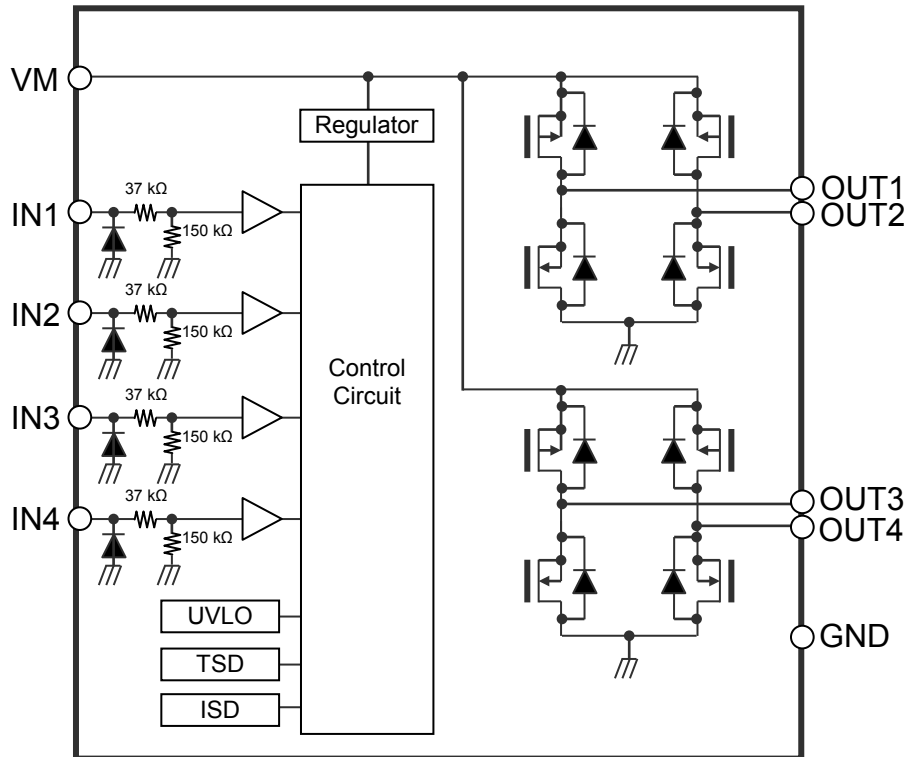 VM
Regulator
37 kΩ
IN1
150 kΩ
OUT1
OUT2
37 kΩ
IN2
150 kΩ
Control
Circuit
37 kΩ
IN3
150 kΩ
37 kΩ
IN4
150 kΩ
OUT3
OUT4
UVLO
TSD
ISD
GND